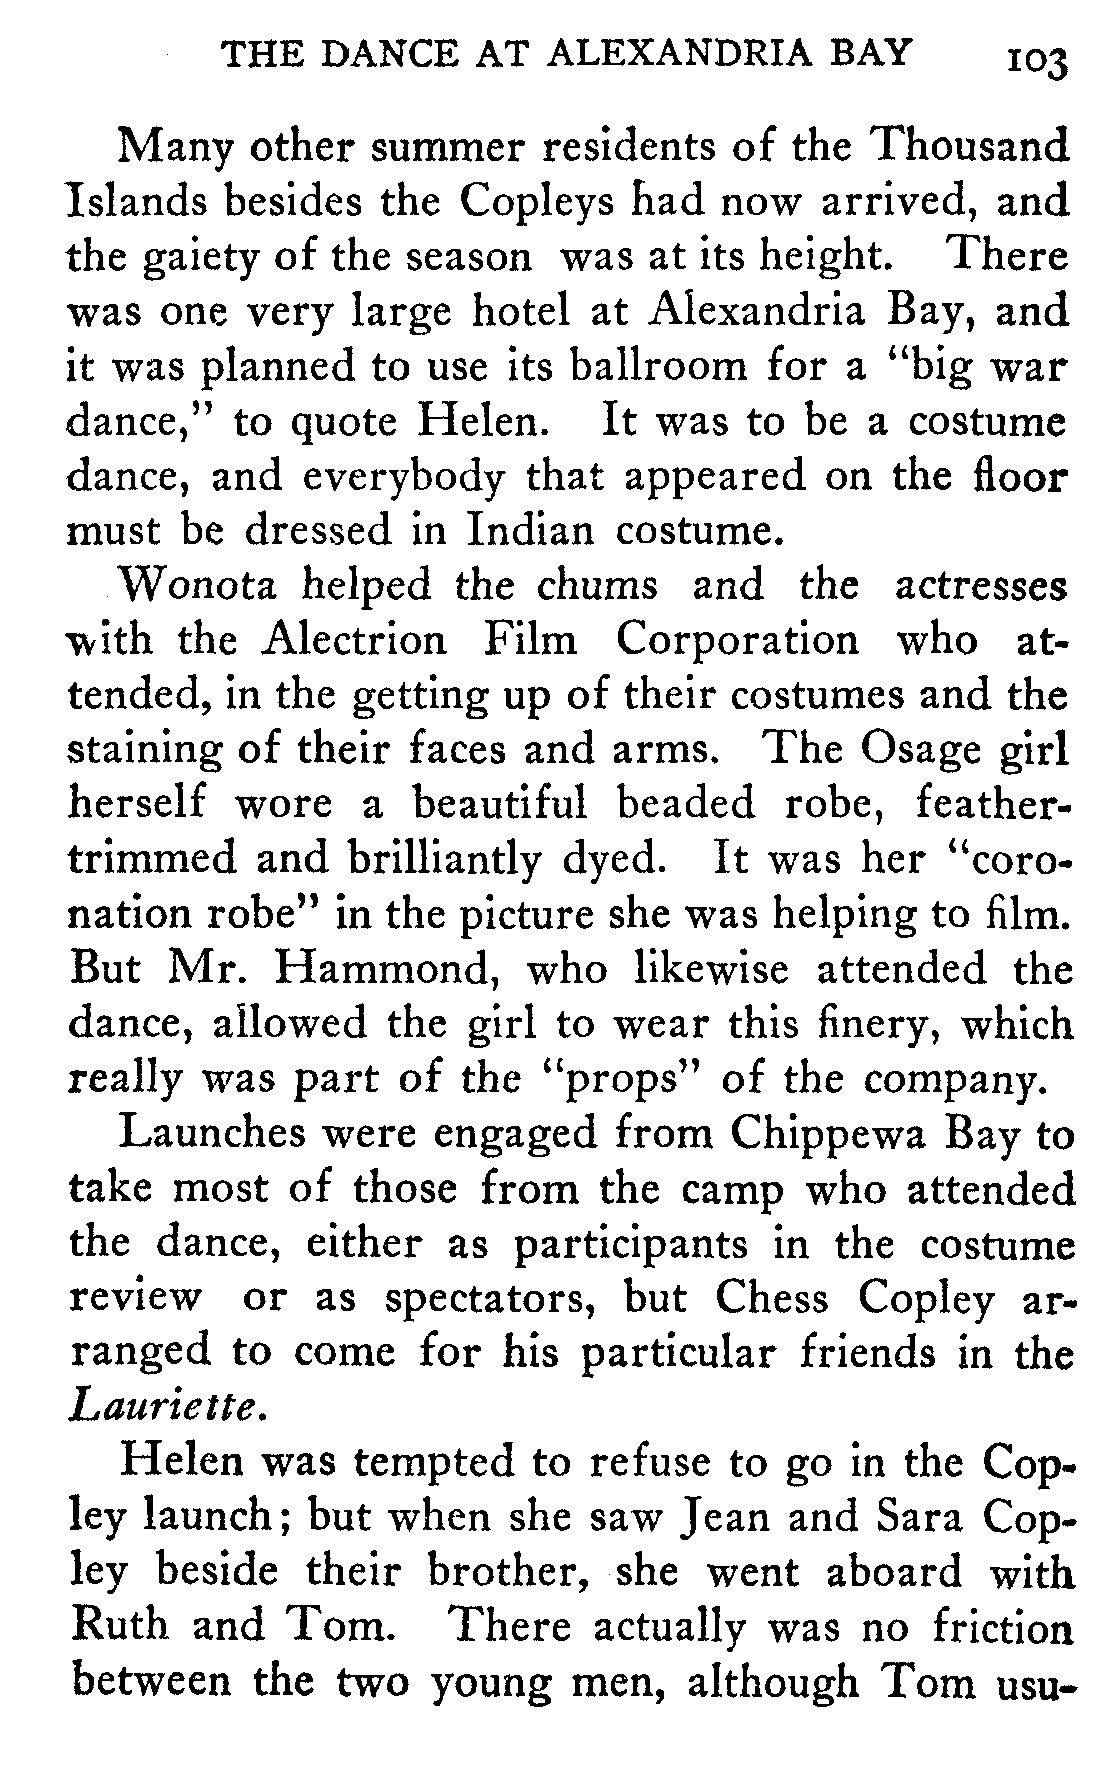 THE DANCE AT ALEXANDRIA BAY 103
Many other summer residents of the Thousand
Islands besides the Copleys had now arrived, and
the gaiety of the season was at its height. There
was one very large hotel at Alexandria Bay, and
it was planned to use its ballroom for a "big war
dance," to quote Helen. It was to be a costume
dance, and everybody that appeared on the floor
must be dressed in Indian costume.
Wonota helped the chums and the actresses
with the Alectrion Film Corporation who at-
tended, in the getting up of their costumes and the
staining of their faces and arms. The Osage girl
herself wore a beautiful beaded robe, feather-
trimmed and brilliantly dyed. It was her "coro-
nation robe" in the picture she was helping to film.
But Mr. Hammond, who likewise attended the
dance, allowed the girl to wear this finery, which
really was part of the "props" of the company.
Launches were engaged from Chippewa Bay to
take most of those from the camp who attended
the dance, either as participants in the costume
review or as spectators, but Chess Copley ar-
ranged to come for his particular friends in the
Lauriette.
Helen was tempted to refuse to go in the Cop-
ley launch; but when she saw Jean and Sara Cop-
ley beside their brother, she went aboard with
Ruth and Tom. There actually was no friction
between the two young men, although Tom usu-